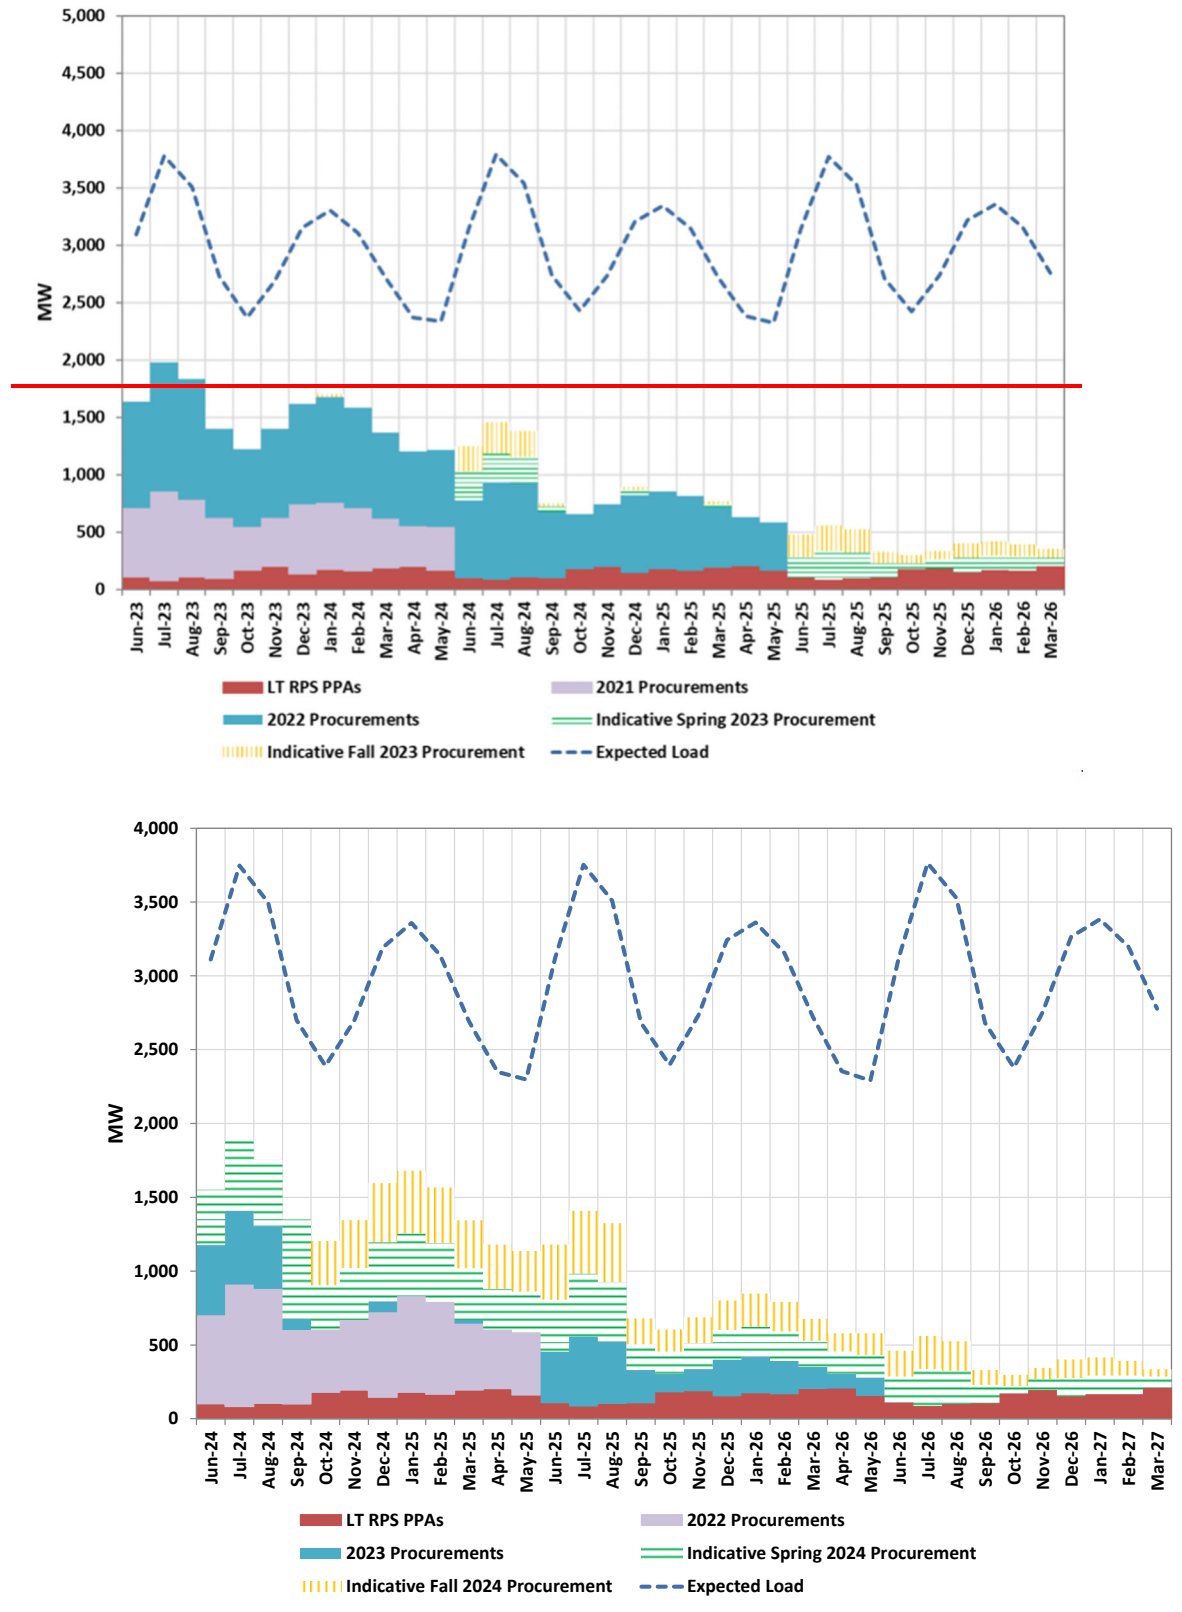 5,000
4,500
4,000
3,500
3,000
2,500
2,000
1,500
1,000
500
0
MW
Jun-23 Jul-23 Aug-23 Sep-23 Oct-23 Nov-23 Dec-23 Jan-24 Feb-24 Mar-24 Apr-24 May-24 Jun-24 Jul-24 Aug-24 Sep-24 Oct-24 Nov-24 Dec-24 Jan-25 Feb-25 Mar-25 Apr-25 May-25 Jun-25 Jul-25 Aug-25 Sep-25 Oct-25 Nov-25 Dec-25 Jan-26 Feb-26 Mar-26
LT RPS PPAs 2021 Procurements
2022 Procurements Indicative Spring 2023 Procurement
Indicative Fall 2023 Procurement Expected Load
4,000
3,500
3,000
2,500
2,000
1,500
1,000
500
0
MW
Jun-24 Jul-24 Aug-24 Sep-24 Oct-24 Nov-24 Dec-24 Jan-25 Feb-25 Mar-25 Apr-25 May-25 Jun-25 Jul-25 Aug-25 Sep-25 Oct-25 Nov-25 Dec-25 Jan-26 Feb-26 Mar-26 Apr-26 May-26 Jun-26 Jul-26 Aug-26 Sep-26 Oct-26 Nov-26 Dec-26 Jan-27 Feb-27 Mar-27
LT RPS PPAs 2022 Procurements
2023 Procurements Indicative Spring 2024 Procurement
Indicative Fall 2024 Procurement Expected Load